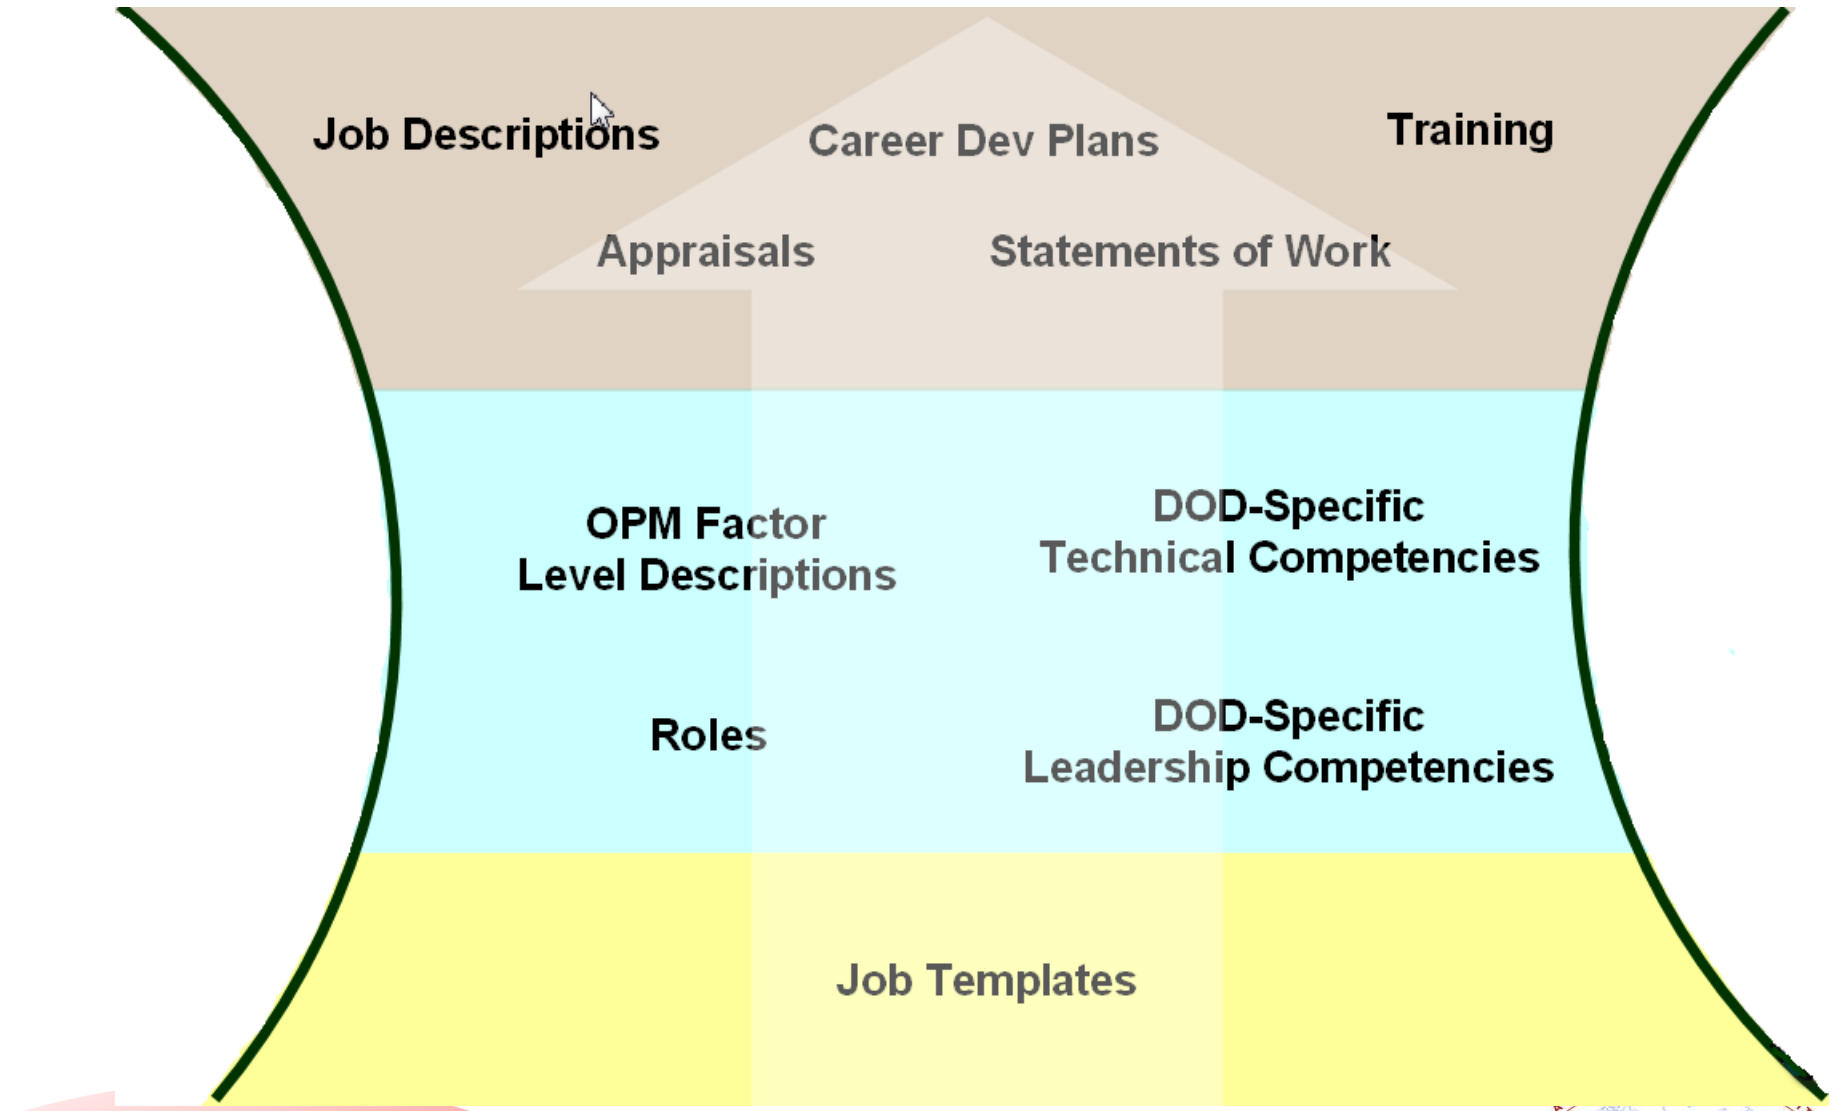 Job Descriptions
Career Dev Plans
Training
Appraisals
Statements of Work
OPM Factor
Level Descriptions
DOD-Specific
Technical Competencies
Roles
DOD-Specific
Leadership Competencies
Job Templates